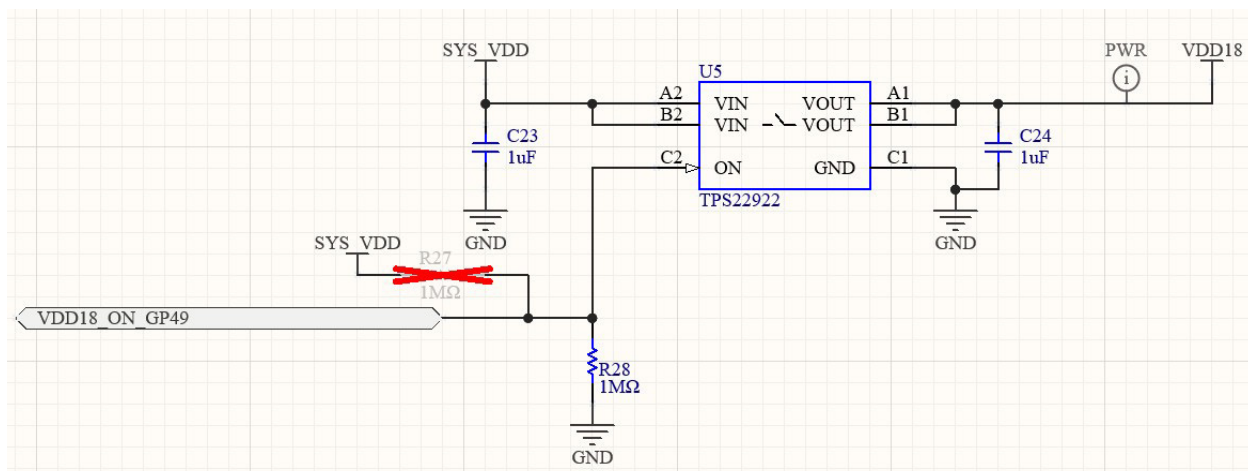 SYS_VDD
PWR
VDD18
U5
A2 VIN VOUT A1
B2 VIN VOUT B1
C23
1uF
C24
1uF
C2 ON GND C1
TPS22922
GND
GND
SYS_VDD
R27
1MΩ
VDD18_ON_GP49
R28
1MΩ
GND